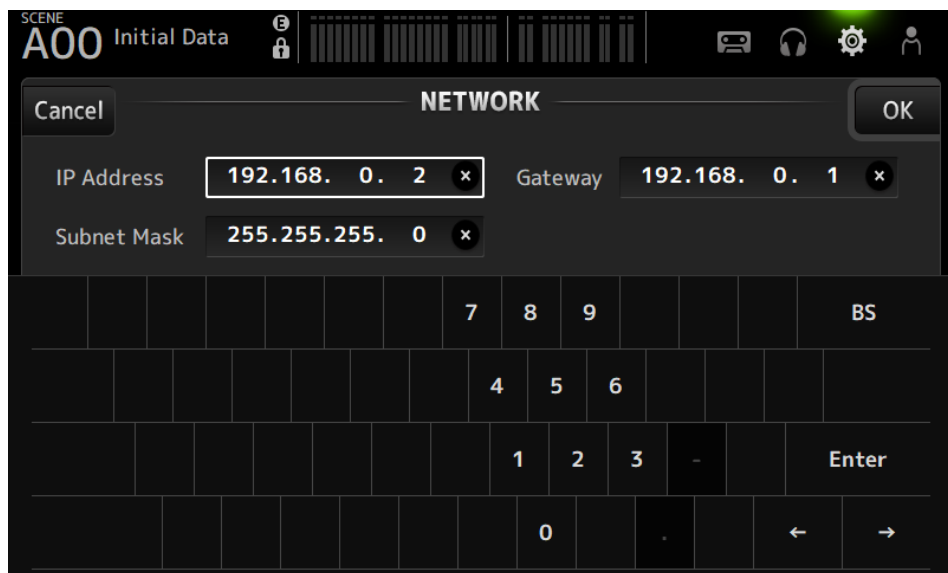 SCENE
A00 Initial Data E
Cancel NETWORK OK
IP Address 192.168. 0. 2 × Gateway 192.168. 0. 1 ×
Subnet Mask 255.255.255. 0 ×
7 8 9 BS
4 5 6
1 2 3 - Enter
0 . ← →